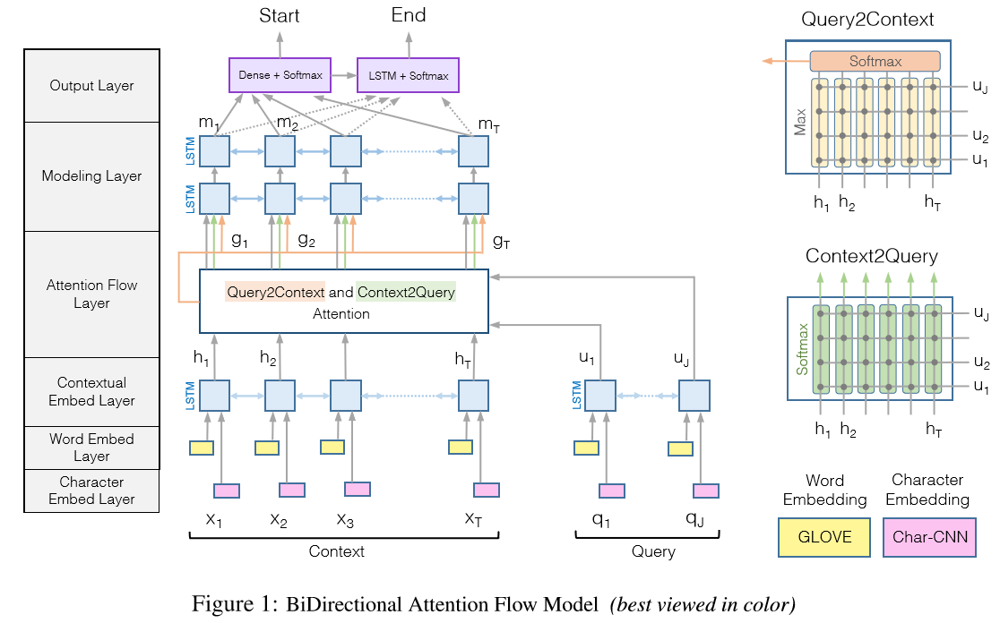 Start
End
Query2Context
Output Layer
Dense + Softmax
LSTM + Softmax
Softmax
Max
u_J
u_2
u_1
h_1 h_2 h_T
m_1 m_2 m_T
LSTM
Modeling Layer
LSTM
g_1 g_2 g_T
Attention Flow
Layer
Query2Context and Context2Query
Attention
Context2Query
Softmax
u_J
u_2
u_1
h_1 h_2 h_T
h_1 h_2 h_T
u_1 u_J
Contextual
Embed Layer
LSTM
LSTM
Word Embed
Layer
Character
Embed Layer
x_1 x_2 x_3 x_T
q_1 q_J
Context
Query
Word
Embedding
Character
Embedding
GLOVE
Char-CNN
Figure 1: BiDirectional Attention Flow Model (best viewed in color)